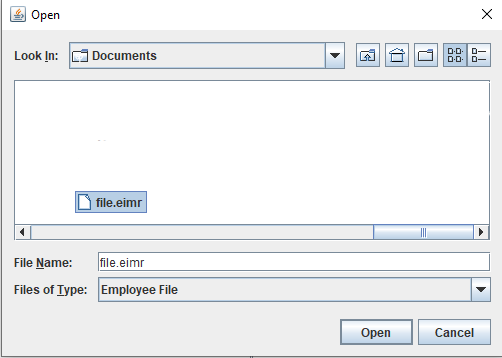 Open
Look In: Documents
file.eimr
File Name: file.eimr
Files of Type: Employee File
Open Cancel